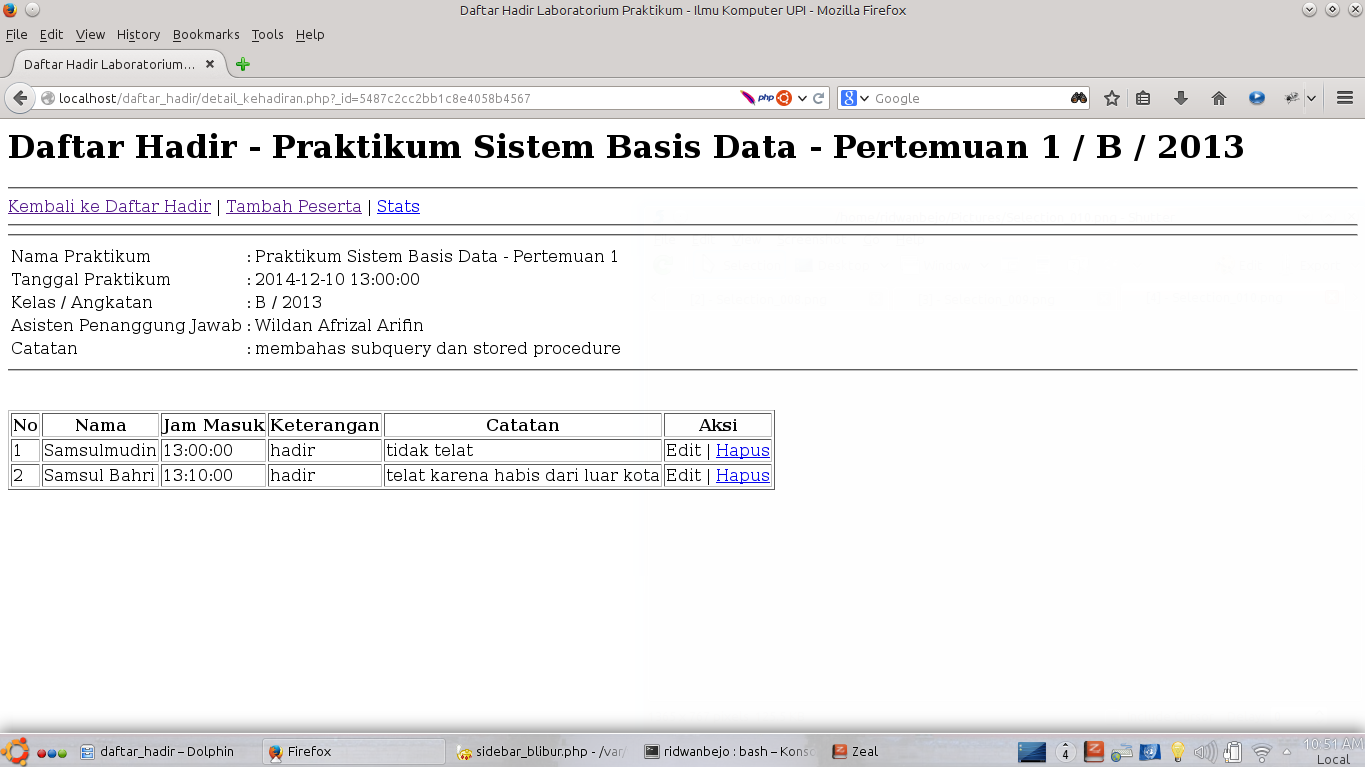 Daftar Hadir Laboratorium Praktikum - Ilmu Komputer UPI - Mozilla Firefox
File Edit View History Bookmarks Tools Help
Daftar Hadir Laboratorium...
localhost/daftar_hadir/detail_kehadiran.php?_id=5487c2cc2bb1c8e4058b4567 php Google
Daftar Hadir - Praktikum Sistem Basis Data - Pertemuan 1 / B / 2013
Kembali ke Daftar Hadir | Tambah Peserta | Stats
Nama Praktikum : Praktikum Sistem Basis Data - Pertemuan 1
Tanggal Praktikum : 2014-12-10 13:00:00
Kelas / Angkatan : B / 2013
Asisten Penanggung Jawab : Wildan Afrizal Arifin
Catatan : membahas subquery dan stored procedure
No Nama Jam Masuk Keterangan Catatan Aksi
1 Samsulmudin 13:00:00 hadir tidak telat Edit | Hapus
2 Samsul Bahri 13:10:00 hadir telat karena habis dari luar kota Edit | Hapus
daftar_hadir – Dolphin Firefox sidebar_blibur.php - /var/ ridwanbejo : bash – Konso Zeal 4 10:51 AM
Local